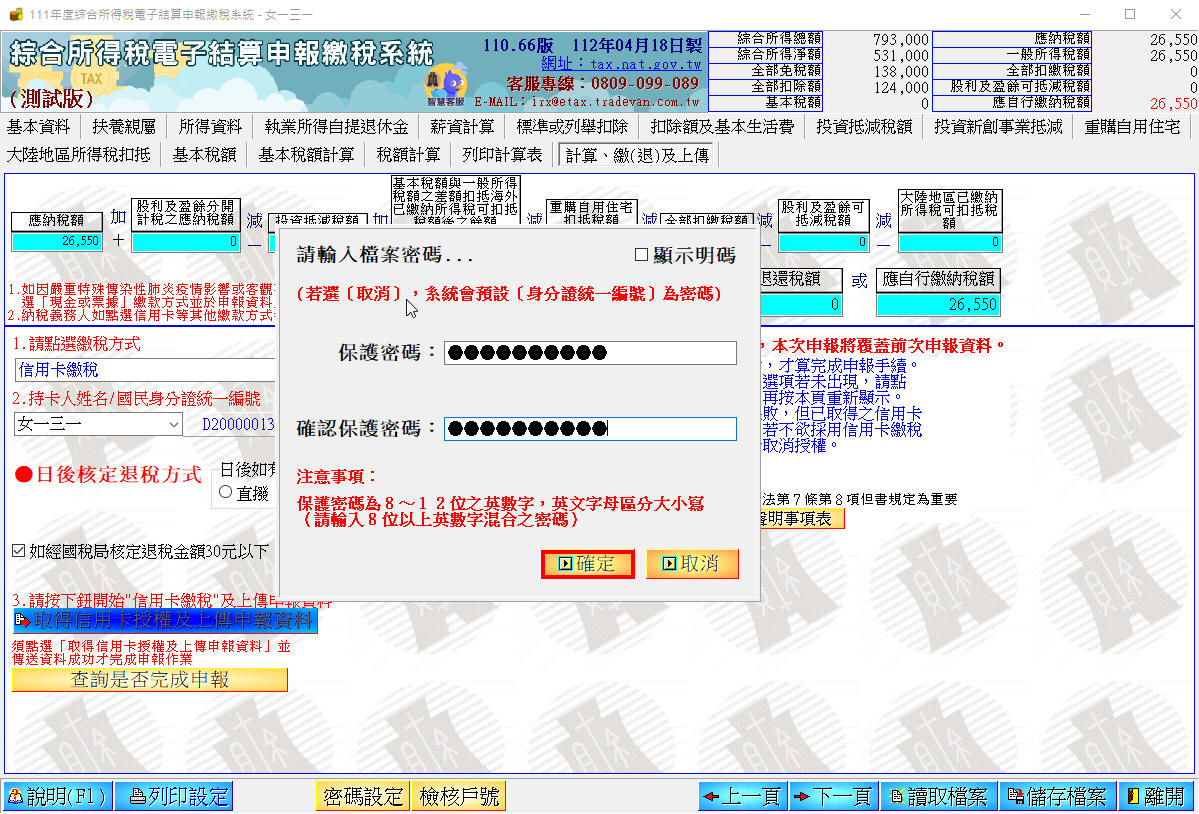 111年度綜合所得稅電子結算申報繳稅系統 - 女一三一
綜合所得稅電子結算申報繳稅系統
TAX
(測試版)
110.66版 112年04月18日製
網址：tax.nat.gov.tw
客服專線：0809-099-089
E-MAIL：irx@etax.tradevan.com.tw
智慧客服
綜合所得總額 793,000
綜合所得淨額 531,000
全部免稅額 138,000
全部扣除額 124,000
基本稅額 0
應納稅額 26,550
一般所得稅額 26,550
全部扣繳稅額 0
股利及盈餘可抵減稅額 0
應自行繳納稅額 26,550
基本資料 扶養親屬 所得資料 執業所得自提退休金 薪資計算 標準或列舉扣除 扣除額及基本生活費 投資抵減稅額 投資新創事業抵減 重購自用住宅
大陸地區所得稅扣抵 基本稅額 基本稅額計算 稅額計算 列印計算表 計算、繳(退)及上傳
應納稅額
26,550
加
＋
股利及盈餘分開
計稅之應納稅額
0
減
－
投資抵減稅額
加
基本稅額與一般所得
稅額之差額扣抵海外
已繳納所得稅可扣抵
稅額後之餘額
減
重購自用住宅
扣抵稅額
減
全部扣繳稅額
減
－
股利及盈餘可
抵減稅額
0
減
－
大陸地區已繳納
所得稅可扣抵稅
額
0
退還稅額
0
或
應自行繳納稅額
26,550
1.如因嚴重特殊傳染性肺炎疫情影響或客觀
選「現金或票據」繳款方式並於申報資料
2.納稅義務人如點選信用卡等其他繳款方式
1.請點選繳稅方式
信用卡繳稅
2.持卡人姓名/國民身分證統一編號
女一三一
D20000013
●日後核定退稅方式
日後如有
直撥
如經國稅局核定退稅金額30元以下
3.請按下鈕開始"信用卡繳稅"及上傳申報資料
取得信用卡授權及上傳申報資料
須點選「取得信用卡授權及上傳申報資料」並
傳送資料成功才完成申報作業
查詢是否完成申報
，本次申報將覆蓋前次申報資料。
，才算完成申報手續。
選項若未出現，請點
再按本頁重新顯示。
敗，但已取得之信用卡
若不欲採用信用卡繳稅
取消授權。
法第7條第8項但書規定為重要
聲明事項表
請輸入檔案密碼...
顯示明碼
(若選〔取消〕，系統會預設〔身分證統一編號〕為密碼)
保護密碼：●●●●●●●●●●
確認保護密碼：●●●●●●●●●●
注意事項：
保護密碼為８～１２位之英數字，英文字母區分大小寫
（請輸入8位以上英數字混合之密碼）
確定
取消
說明(F1) 列印設定 密碼設定 檢核戶號 上一頁 下一頁 讀取檔案 儲存檔案 離開